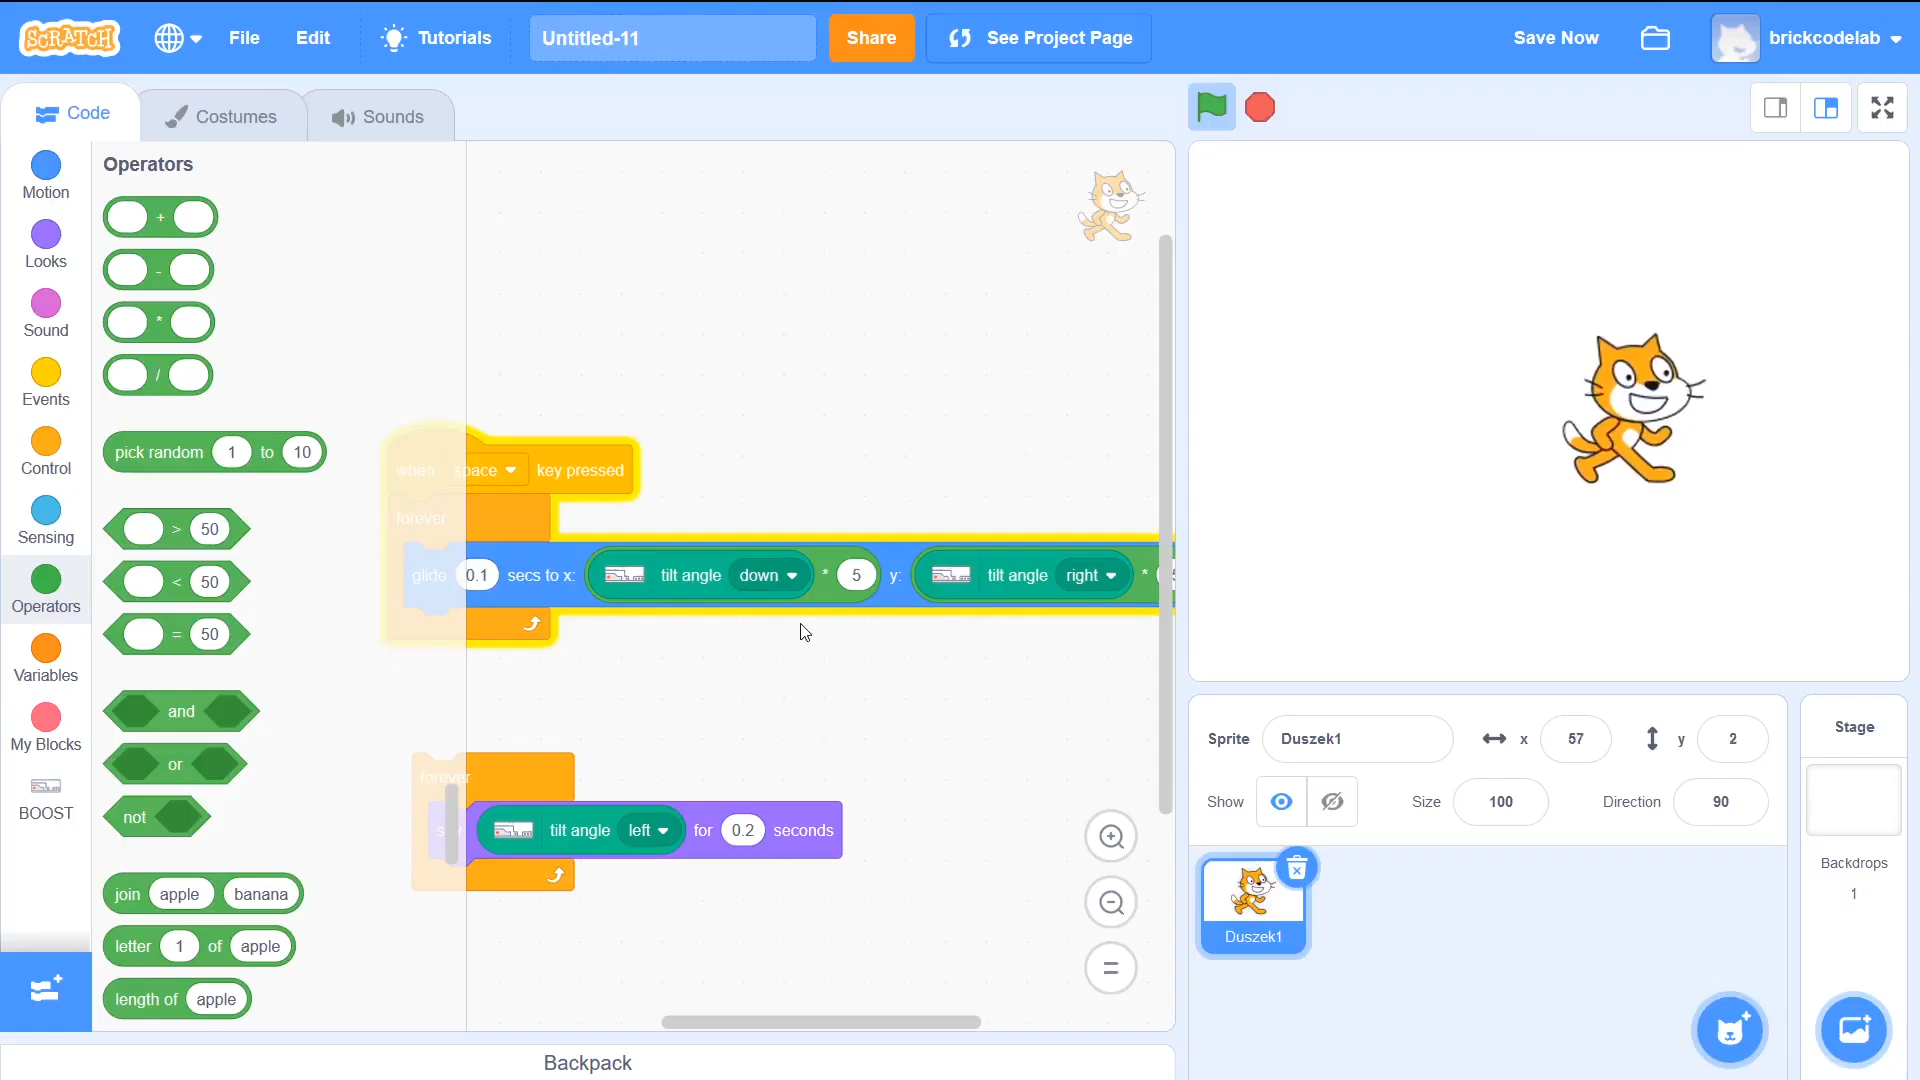 SCRATCH File Edit Tutorials Untitled-11 Share See Project Page Save Now brickcodelab
Code Costumes Sounds
Motion
Looks
Sound
Events
Control
Sensing
Operators
Variables
My Blocks
BOOST
Operators
+
-
*
/
pick random 1 to 10
> 50
< 50
= 50
and
or
not
join apple banana
letter 1 of apple
length of apple
when space key pressed
forever
glide 0.1 secs to x: tilt angle down * 5 y: tilt angle right *
forever
tilt angle left for 0.2 seconds
Backpack
Sprite Duszek1 x 57 y 2
Show Size 100 Direction 90
Duszek1
Stage
Backdrops
1